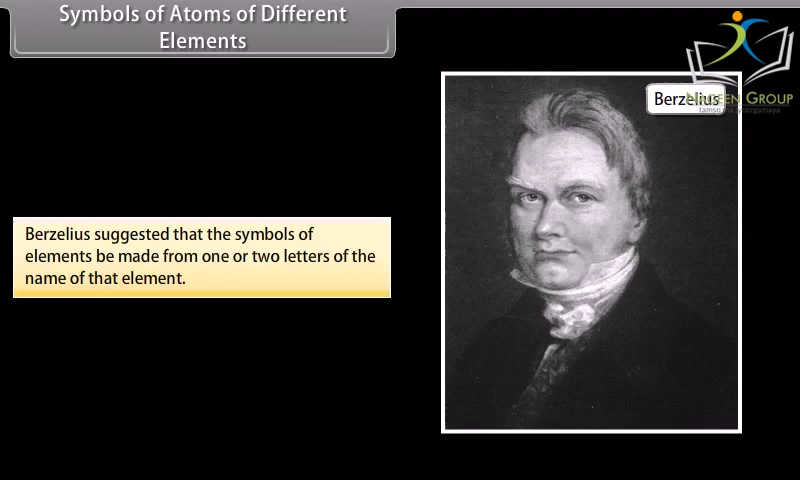 Symbols of Atoms of Different
Elements
Berzelius
GROUP
Berzelius suggested that the symbols of
elements be made from one or two letters of the
name of that element.